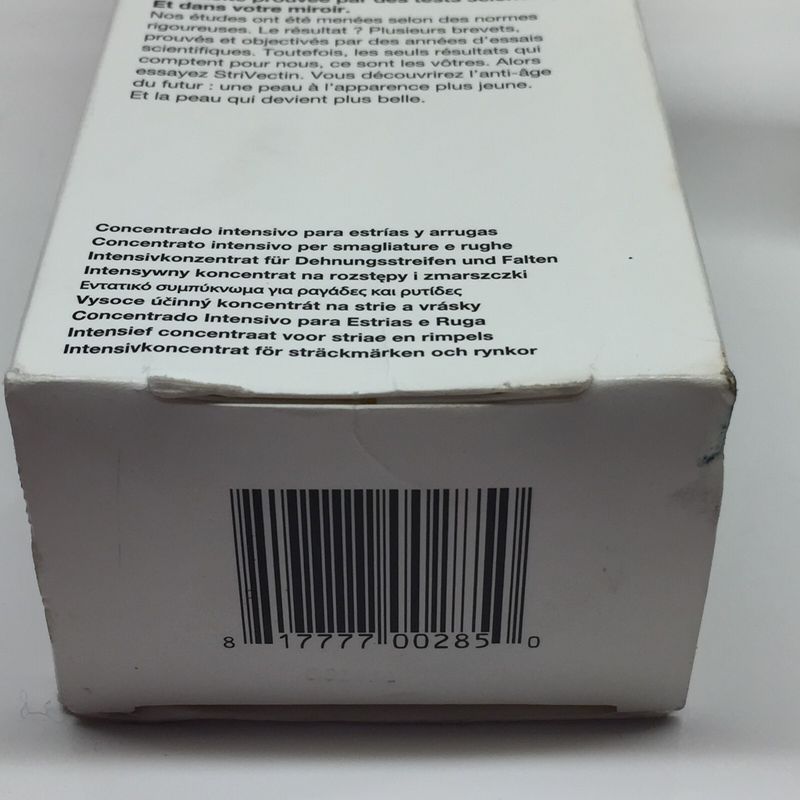 Et dans votre miroir.
Nos études ont été menées selon des normes
rigoureuses. Le résultat ? Plusieurs brevets,
prouvés et objectivés par des années d'essais
scientifiques. Toutefois, les seuls résultats qui
comptent pour nous, ce sont les vôtres. Alors
essayez StriVectin. Vous découvrirez l'anti-âge
du futur : une peau à l'apparence plus jeune.
Et la peau qui devient plus belle.
Concentrado intensivo para estrías y arrugas
Concentrato intensivo per smagliature e rughe
Intensivkonzentrat für Dehnungsstreifen und Falten
Intensywny koncentrat na rozstępy i zmarszczki
Εντατικό συμπύκνωμα για ραγάδες και ρυτίδες
Vysoce účinný koncentrát na strie a vrásky
Concentrado Intensivo para Estrias e Ruga
Intensief concentraat voor striae en rimpels
Intensivkoncentrat för sträckmärken och rynkor
8 17777 00285 0